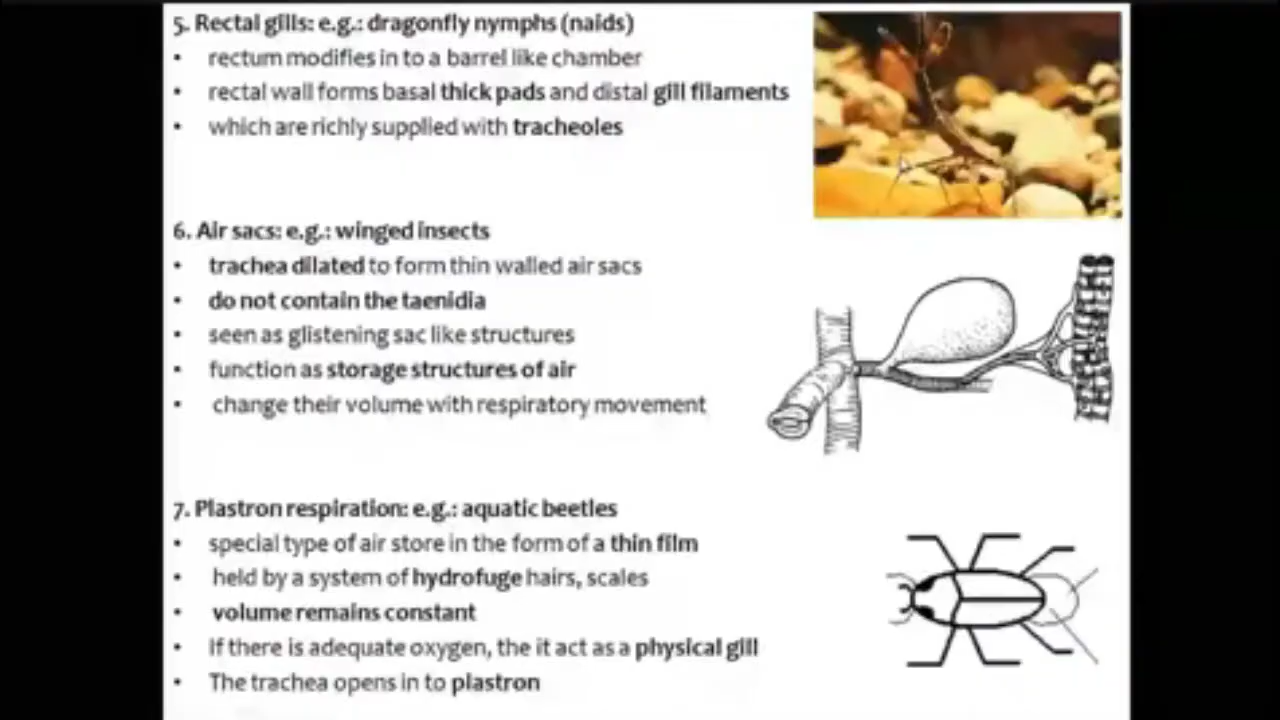 5. Rectal gills: e.g.: dragonfly nymphs (naids)
• rectum modifies in to a barrel like chamber
• rectal wall forms basal thick pads and distal gill filaments
• which are richly supplied with tracheoles
6. Air sacs: e.g.: winged insects
• trachea dilated to form thin walled air sacs
• do not contain the taenidia
• seen as glistening sac like structures
• function as storage structures of air
• change their volume with respiratory movement
7. Plastron respiration: e.g.: aquatic beetles
• special type of air store in the form of a thin film
• held by a system of hydrofuge hairs, scales
• volume remains constant
• If there is adequate oxygen, the it act as a physical gill
• The trachea opens in to plastron